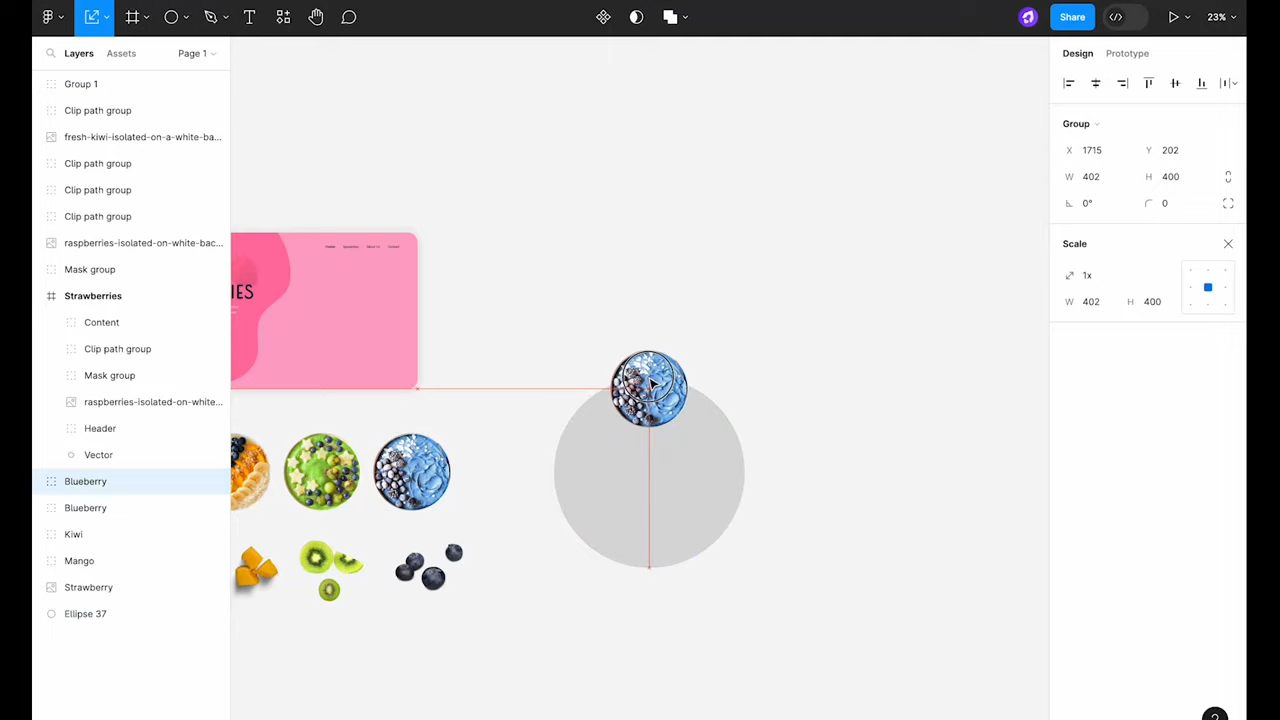 Share
23%
Layers
Assets
Page 1
Design
Prototype
Group 1
Clip path group
fresh-kiwi-isolated-on-a-white-ba...
Clip path group
Clip path group
Clip path group
raspberries-isolated-on-white-bac...
Mask group
Strawberries
Content
Clip path group
Mask group
raspberries-isolated-on-white...
Header
Vector
Blueberry
Blueberry
Kiwi
Mango
Strawberry
Ellipse 37
About Us
Contact
IES
Group
X 1715 Y 202
W 402 H 400
0° 0
Scale
1x
W 402 H 400
?